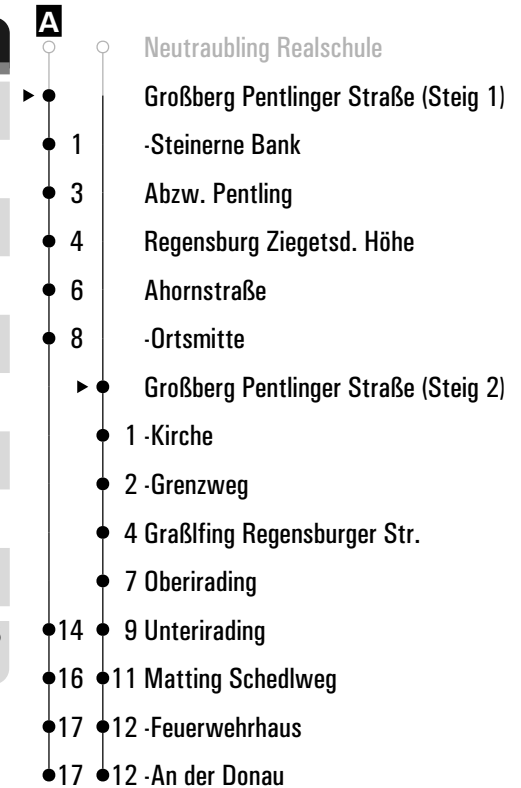 A
Neutraubling Realschule
Großberg Pentlinger Straße (Steig 1)
1 -Steinerne Bank
3 Abzw. Pentling
4 Regensburg Ziegetsd. Höhe
6 Ahornstraße
8 -Ortsmitte
Großberg Pentlinger Straße (Steig 2)
1 -Kirche
2 -Grenzweg
4 Graßlfing Regensburger Str.
7 Oberirading
14 9 Unterirading
16 11 Matting Schedlweg
17 12 -Feuerwehrhaus
17 12 -An der Donau